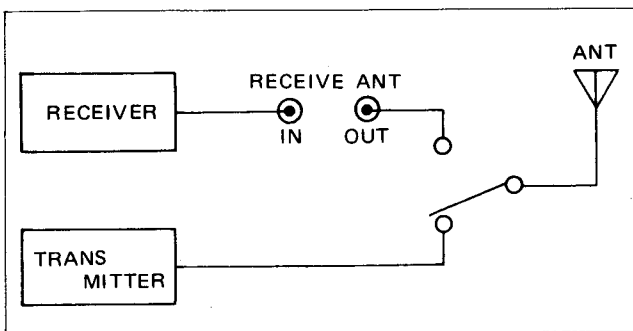 ANT
RECEIVE ANT
RECEIVER
IN
OUT
TRANS
MITTER